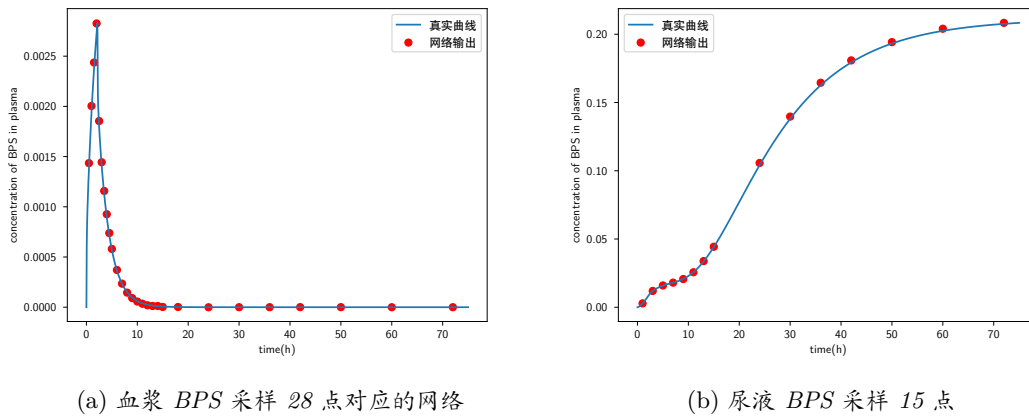 真实曲线
网络输出
concentration of BPS in plasma
0.0025
0.0020
0.0015
0.0010
0.0005
0.0000
0 10 20 30 40 50 60 70
time(h)
(a) 血浆 BPS 采样 28 点对应的网络
真实曲线
网络输出
concentration of BPS in plasma
0.20
0.15
0.10
0.05
0.00
0 10 20 30 40 50 60 70
time(h)
(b) 尿液 BPS 采样 15 点